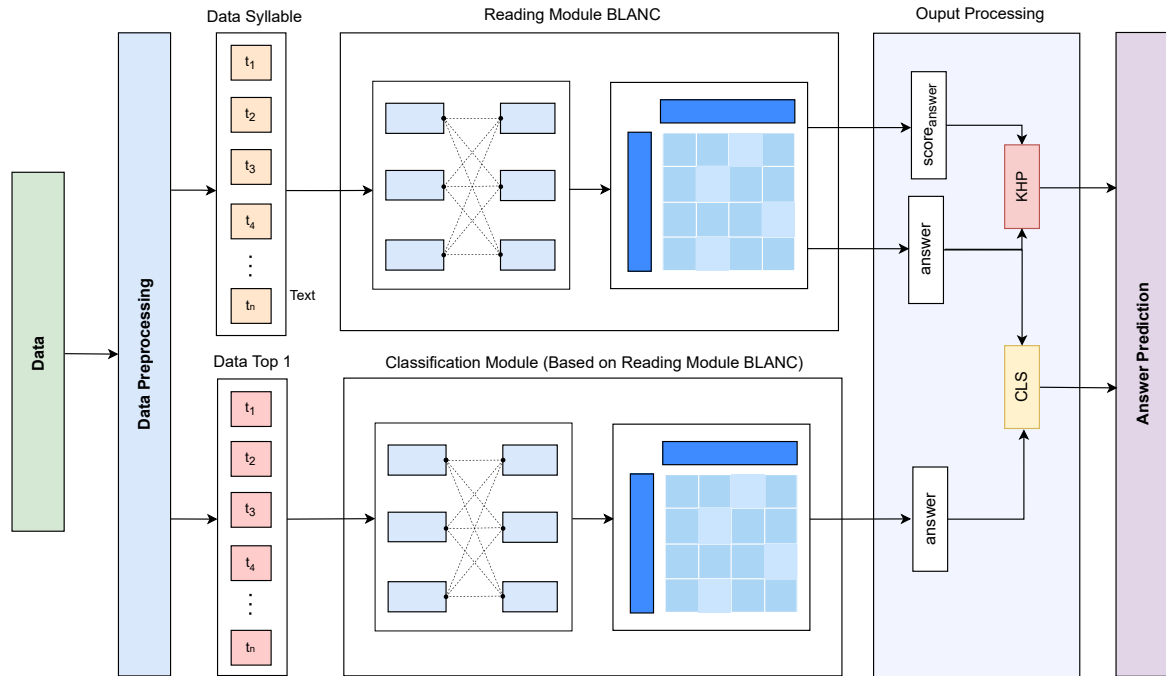 Data Syllable
Reading Module BLANC
Ouput Processing
t1
t2
t3
t4
...
tn
Text
score answer
answer
KHP
Data
Data Preprocessing
Answer Prediction
Data Top 1
Classification Module (Based on Reading Module BLANC)
t1
t2
t3
t4
...
tn
CLS
answer